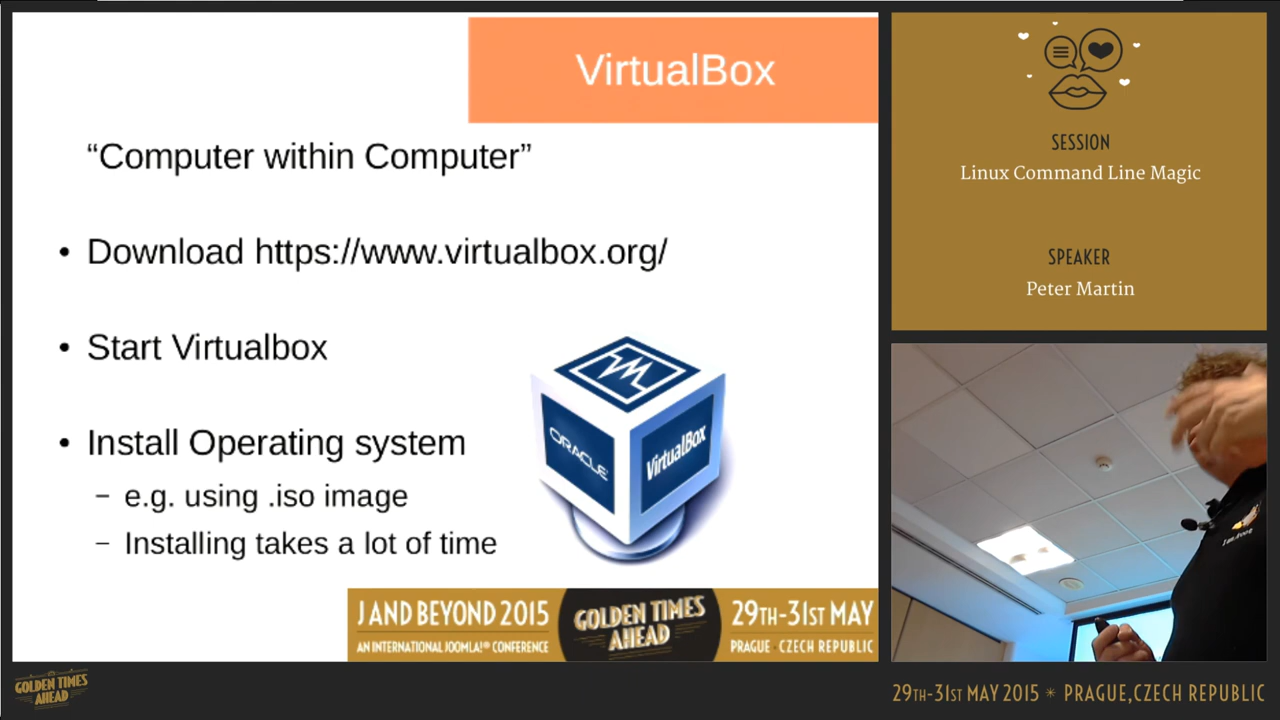 VirtualBox
“Computer within Computer”
• Download https://www.virtualbox.org/
• Start Virtualbox
• Install Operating system
– e.g. using .iso image
– Installing takes a lot of time
ORACLE
VirtualBox
J AND BEYOND 2015
AN INTERNATIONAL JOOMLA!® CONFERENCE
GOLDEN TIMES
AHEAD
29TH-31ST MAY
PRAGUE - CZECH REPUBLIC
SESSION
Linux Command Line Magic
SPEAKER
Peter Martin
GOLDEN TIMES
AHEAD
29TH-31ST MAY 2015 * PRAGUE,CZECH REPUBLIC